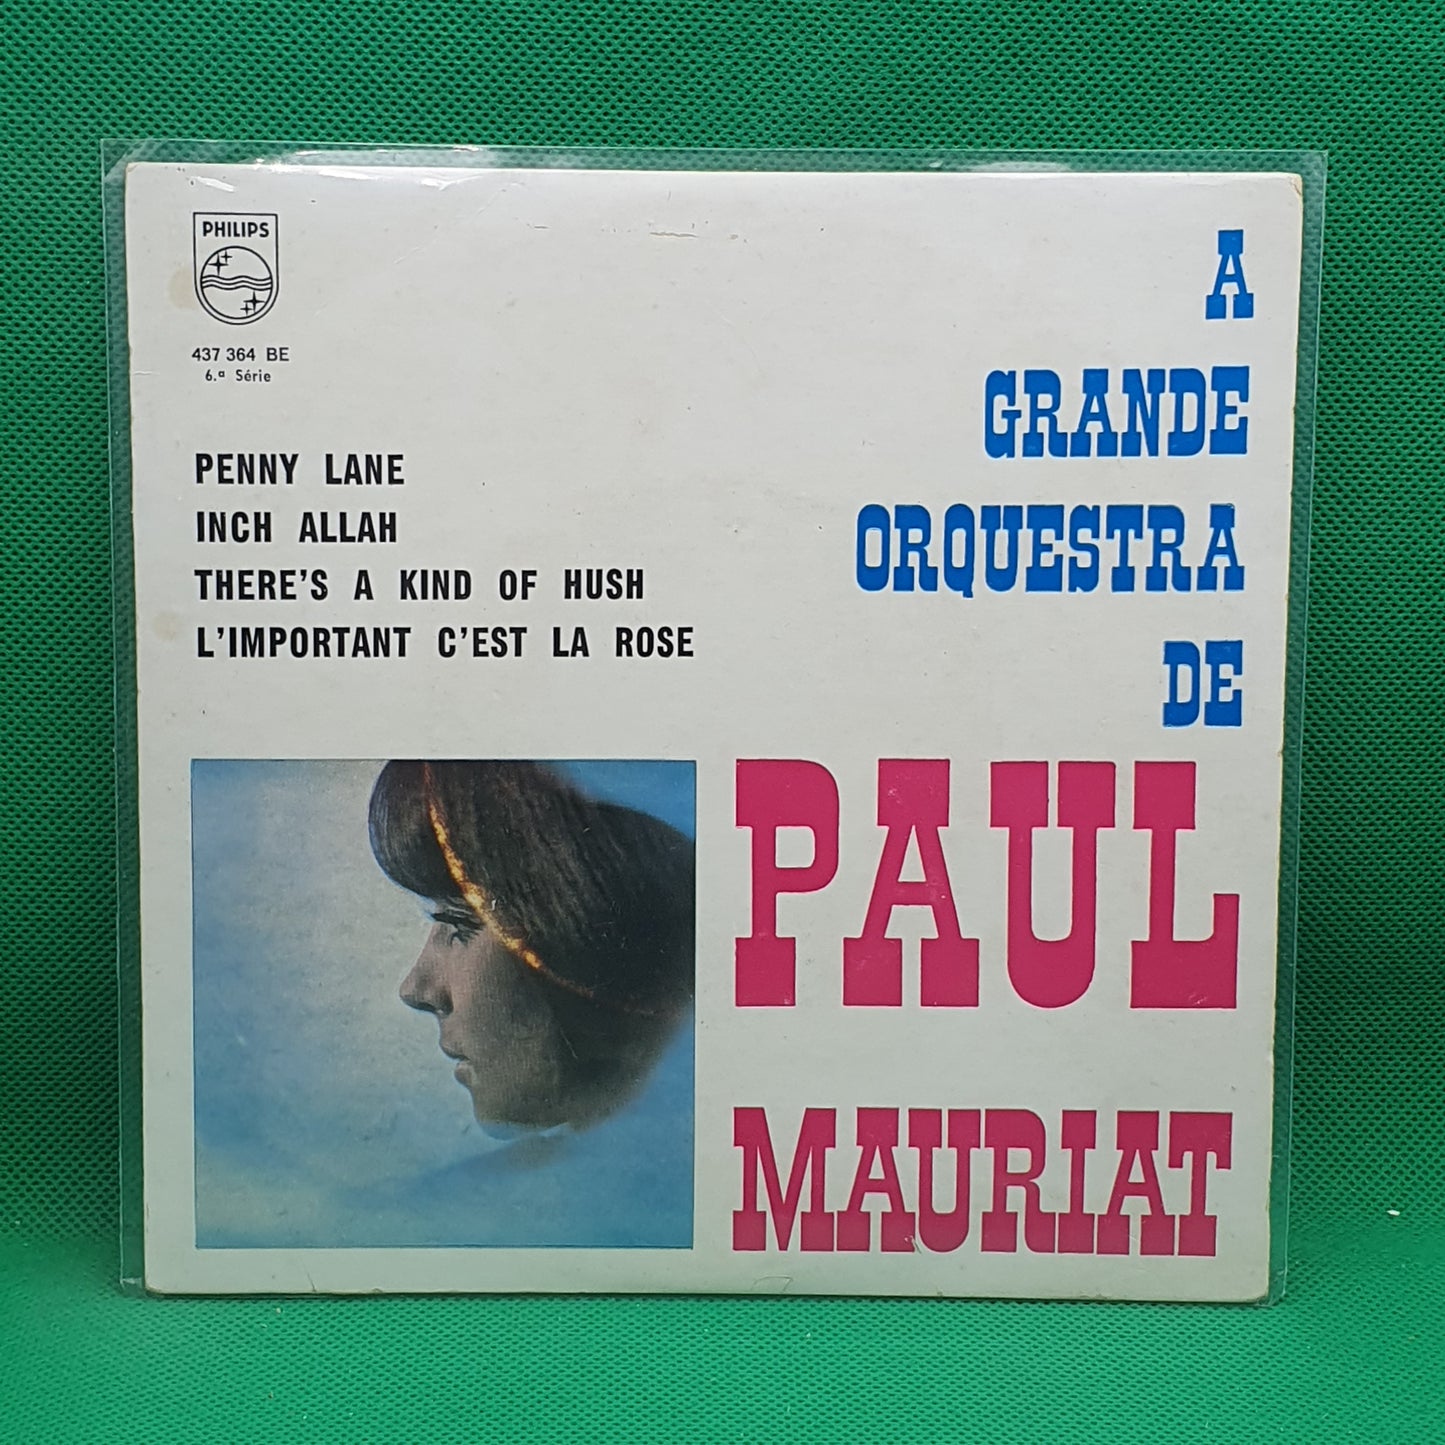 PHILIPS
437 364 BE
6.ª Série
PENNY LANE
INCH ALLAH
THERE'S A KIND OF HUSH
L'IMPORTANT C'EST LA ROSE
A
GRANDE
ORQUESTRA
DE
PAUL
MAURIAT